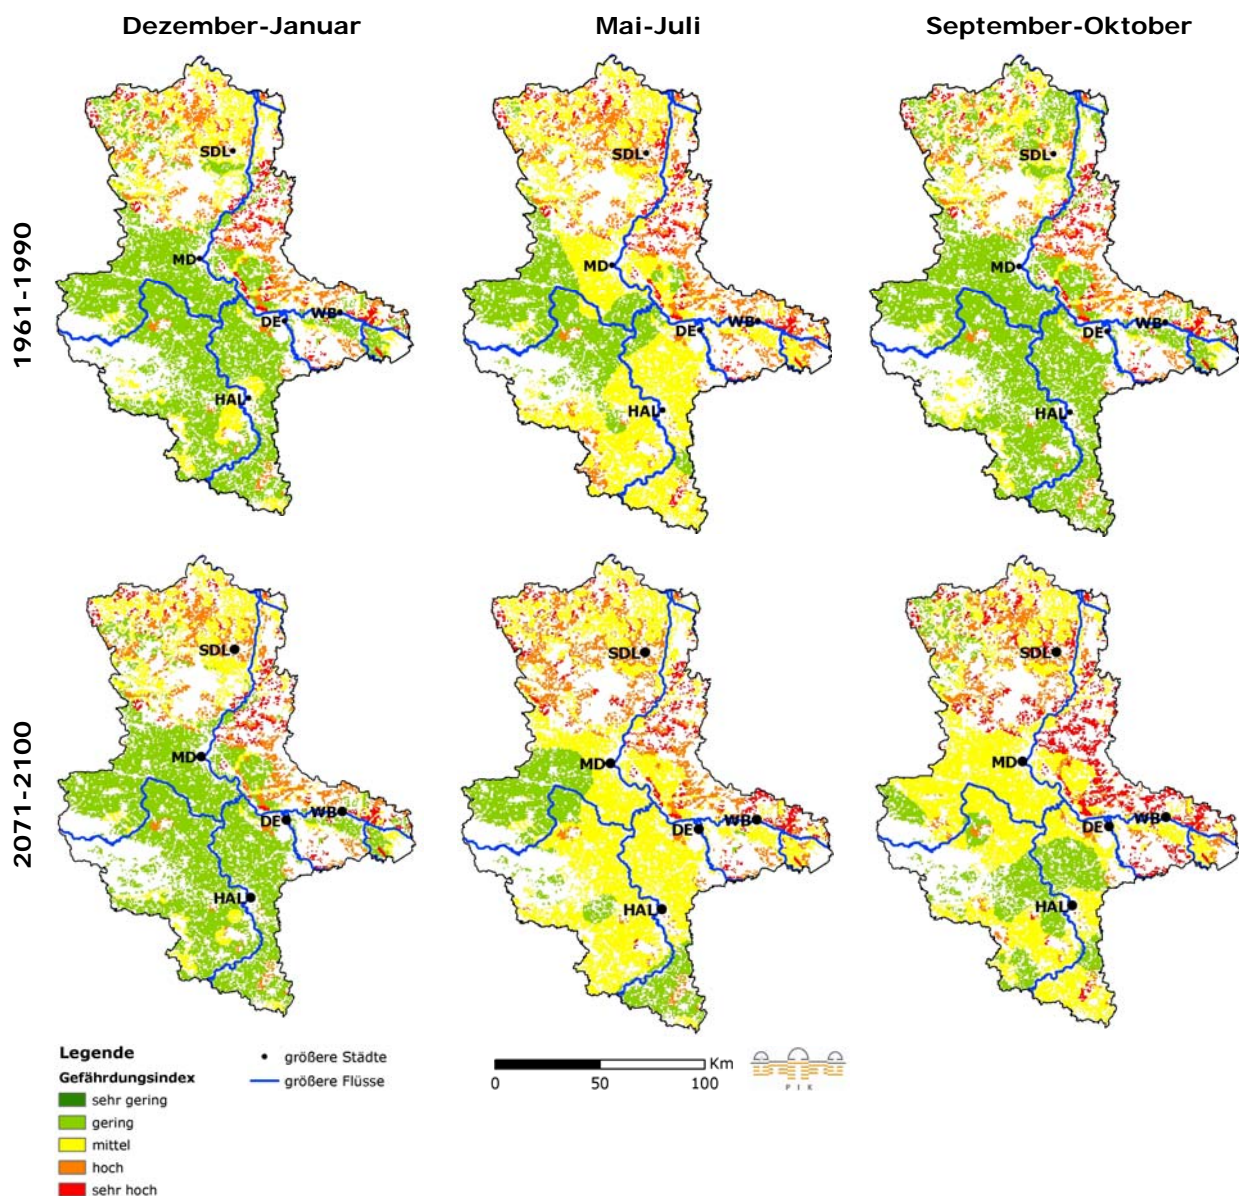 Dezember-Januar
Mai-Juli
September-Oktober
1961-1990
SDL
MD
DE
WB
HAL
SDL
MD
DE
WB
HAL
SDL
MD
DE
WB
HAL
2071-2100
SDL
MD
DE
WB
HAL
SDL
MD
DE
WB
HAL
SDL
MD
DE
WB
HAL
Legende
Gefährdungsindex
sehr gering
gering
mittel
hoch
sehr hoch
größere Städte
größere Flüsse
Km
0 50 100
P I K